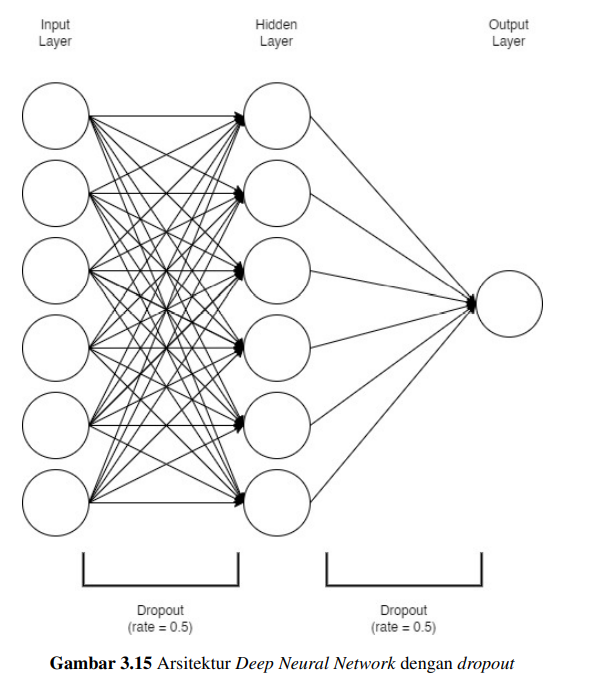 Input
Layer
Hidden
Layer
Output
Layer
Dropout
(rate = 0.5)
Dropout
(rate = 0.5)
Gambar 3.15 Arsitektur Deep Neural Network dengan dropout